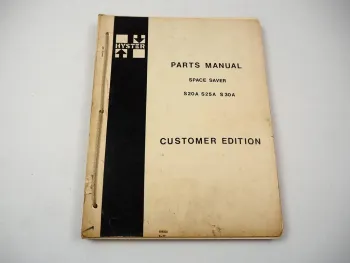 HYSTER
PARTS MANUAL
SPACE SAVER
S20A S25A S30A
CUSTOMER EDITION